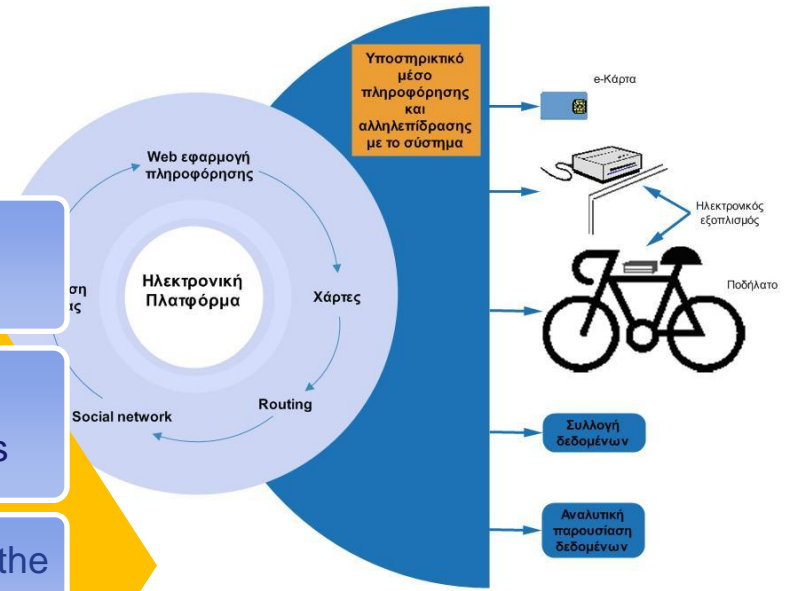 Υποστηρικτικό
μέσο
πληροφόρησης
και
αλληλεπίδρασης
με το σύστημα
e-Κάρτα
Ηλεκτρονικός
εξοπλισμός
Ποδήλατο
Συλλογή
δεδομένων
Αναλυτική
παρουσίαση
δεδομένων
Web εφαρμογή
πληροφόρησης
Χάρτες
Routing
Social network
Ηλεκτρονική
Πλατφόρμα
the